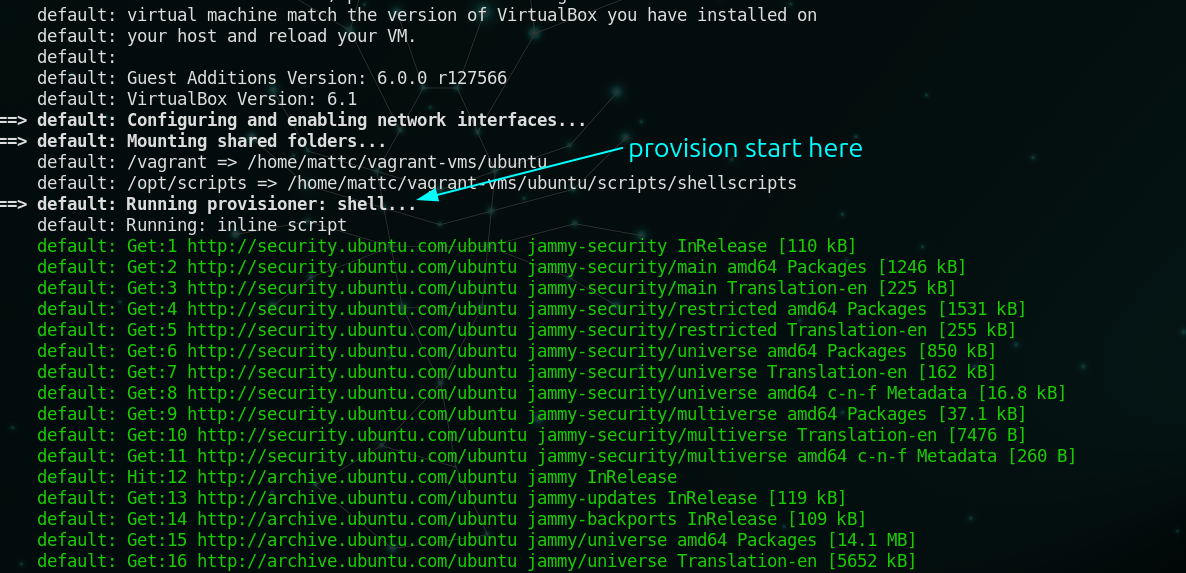 default: virtual machine match the version of VirtualBox you have installed on
default: your host and reload your VM.
default:
default: Guest Additions Version: 6.0.0 r127566
default: VirtualBox Version: 6.1
==> default: Configuring and enabling network interfaces...
==> default: Mounting shared folders...
provision start here
default: /vagrant => /home/mattc/vagrant-vms/ubuntu
default: /opt/scripts => /home/mattc/vagrant-vms/ubuntu/scripts/shellscripts
==> default: Running provisioner: shell...
default: Running: inline script
default: Get:1 http://security.ubuntu.com/ubuntu jammy-security InRelease [110 kB]
default: Get:2 http://security.ubuntu.com/ubuntu jammy-security/main amd64 Packages [1246 kB]
default: Get:3 http://security.ubuntu.com/ubuntu jammy-security/main Translation-en [225 kB]
default: Get:4 http://security.ubuntu.com/ubuntu jammy-security/restricted amd64 Packages [1531 kB]
default: Get:5 http://security.ubuntu.com/ubuntu jammy-security/restricted Translation-en [255 kB]
default: Get:6 http://security.ubuntu.com/ubuntu jammy-security/universe amd64 Packages [850 kB]
default: Get:7 http://security.ubuntu.com/ubuntu jammy-security/universe Translation-en [162 kB]
default: Get:8 http://security.ubuntu.com/ubuntu jammy-security/universe amd64 c-n-f Metadata [16.8 kB]
default: Get:9 http://security.ubuntu.com/ubuntu jammy-security/multiverse amd64 Packages [37.1 kB]
default: Get:10 http://security.ubuntu.com/ubuntu jammy-security/multiverse Translation-en [7476 B]
default: Get:11 http://security.ubuntu.com/ubuntu jammy-security/multiverse amd64 c-n-f Metadata [260 B]
default: Hit:12 http://archive.ubuntu.com/ubuntu jammy InRelease
default: Get:13 http://archive.ubuntu.com/ubuntu jammy-updates InRelease [119 kB]
default: Get:14 http://archive.ubuntu.com/ubuntu jammy-backports InRelease [109 kB]
default: Get:15 http://archive.ubuntu.com/ubuntu jammy/universe amd64 Packages [14.1 MB]
default: Get:16 http://archive.ubuntu.com/ubuntu jammy/universe Translation-en [5652 kB]